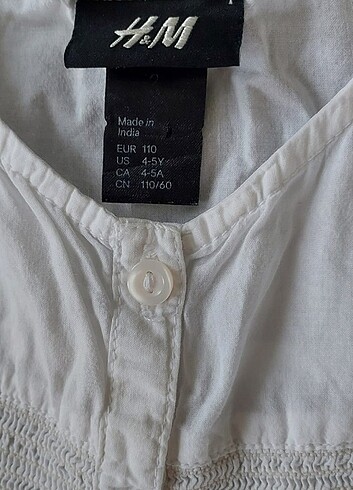 H&M
Made in
India
EUR 110
US 4-5Y
CA 4-5A
CN 110/60